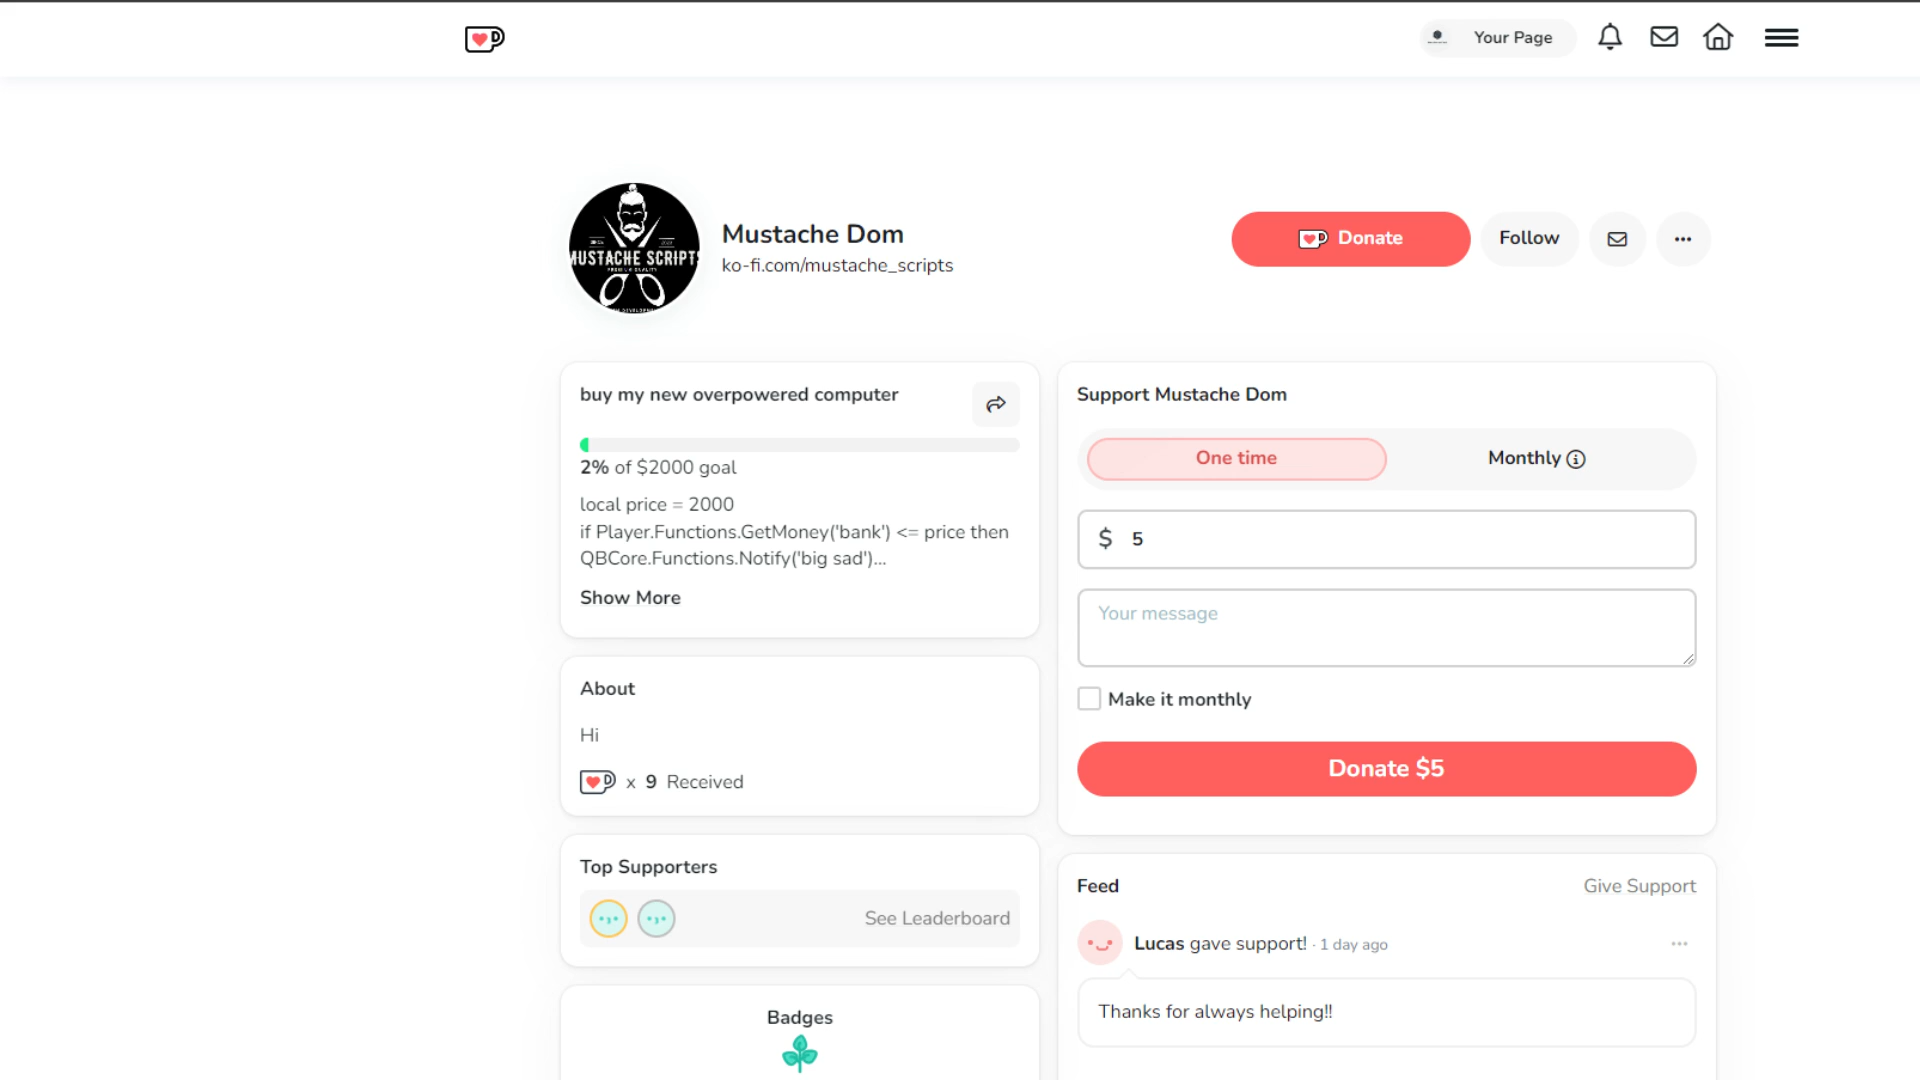 Your Page
MUSTACHE SCRIPTS
PREMIUM QUALITY
Mustache Dom
ko-fi.com/mustache_scripts
Donate
Follow
buy my new overpowered computer
2% of $2000 goal
local price = 2000
if Player.Functions.GetMoney('bank') <= price then
QBCore.Functions.Notify('big sad')...
Show More
About
Hi
x 9 Received
Top Supporters
See Leaderboard
Badges
Support Mustache Dom
One time
Monthly
$ 5
Your message
Make it monthly
Donate $5
Feed
Give Support
Lucas gave support! · 1 day ago
Thanks for always helping!!